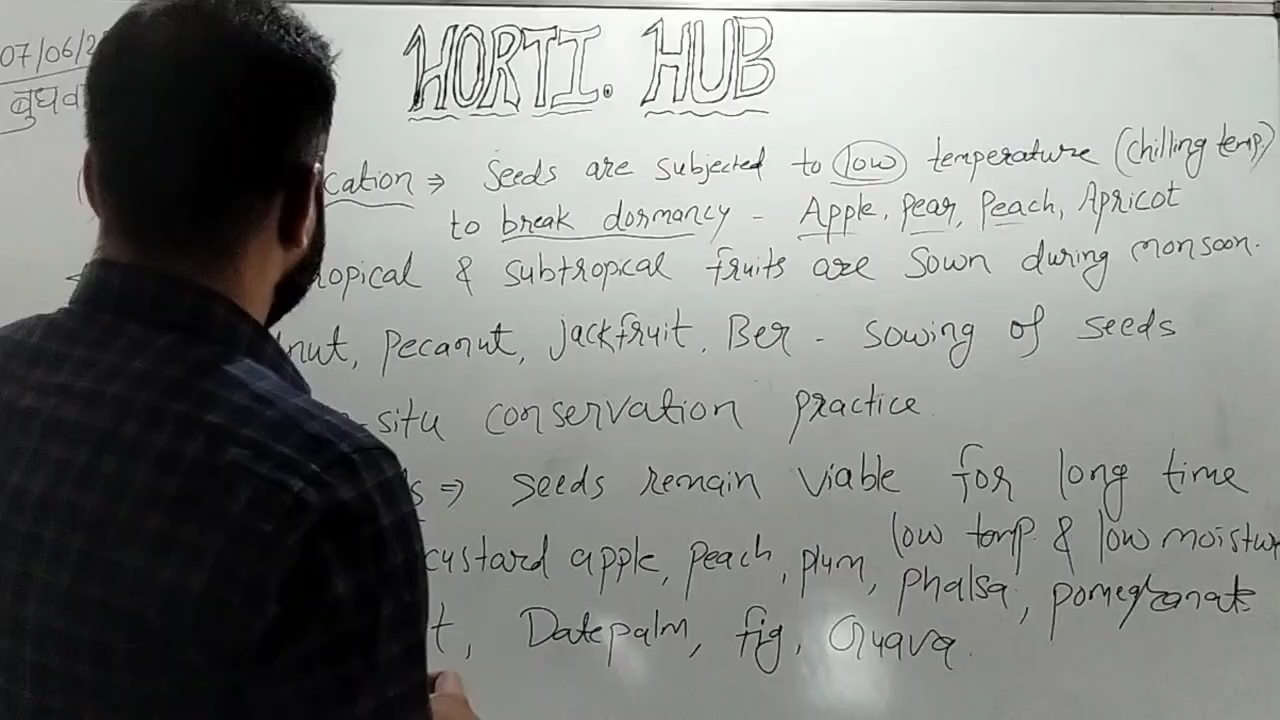 07/06/2
HORTI. HUB
बुधव
cation ⇒ Seeds are subjected to low temperature (chilling temp.)
to break dormancy - Apple, Pear, Peach, Apricot
ropical & subtropical fruits are sown during monsoon.
nut, Pecanut, Jackfruit, Ber - sowing of seeds
-situ conservation practice
s ⇒ seeds remain viable for long time
low temp. & low moistur
custard apple, peach, plum, phalsa, pomegranate
t, Datepalm, fig, Guava.